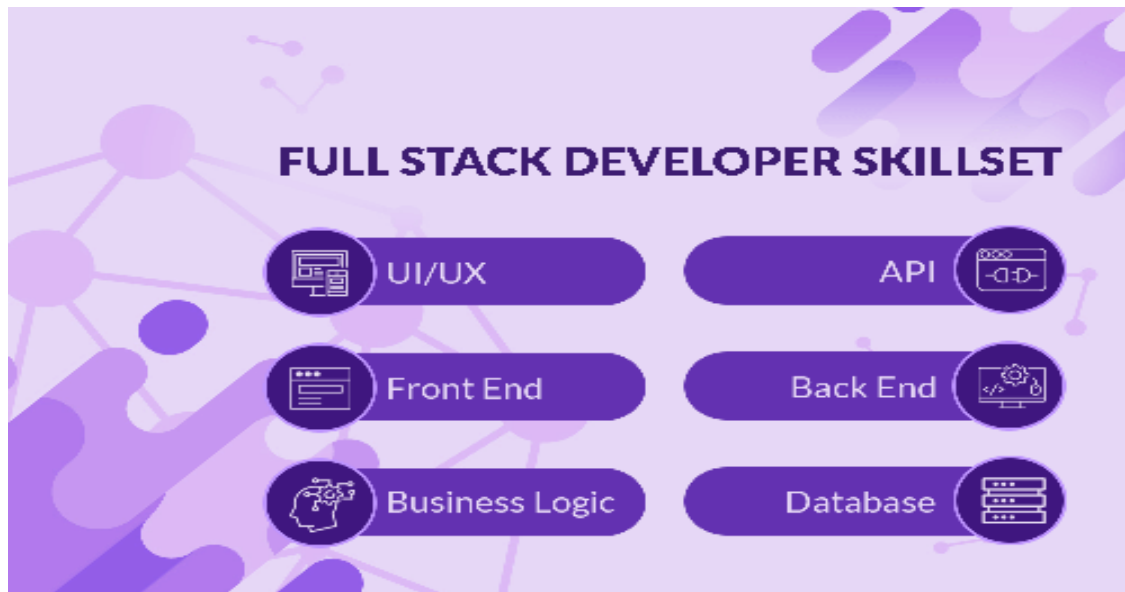 FULL STACK DEVELOPER SKILLSET
UI/UX
API
Front End
Back End
Business Logic
Database